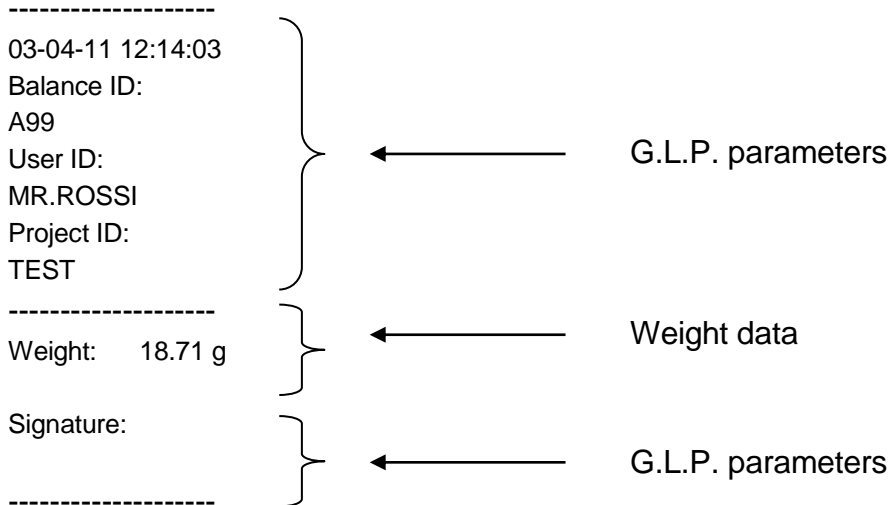 --------------------
03-04-11 12:14:03
Balance ID:
A99
User ID:
MR.ROSSI
Project ID:
TEST
G.L.P. parameters
--------------------
Weight: 18.71 g
Weight data
Signature:
G.L.P. parameters
--------------------